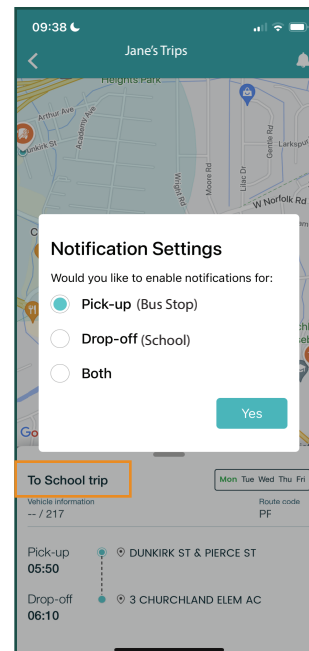 09:38
Jane's Trips
Heights Park
Arthur Ave
Academy Ave
Dunkirk St
Gentle Rd
Larkspur
Moore Rd
Lilac Dr
Wright Rd
W Norfolk Rd
Notification Settings
Would you like to enable notifications for:
Pick-up (Bus Stop)
Drop-off (School)
Both
Yes
Go
To School trip
Mon Tue Wed Thu Fri
Vehicle information
Route code
-- / 217
PF
Pick-up
DUNKIRK ST & PIERCE ST
05:50
Drop-off
3 CHURCHLAND ELEM AC
06:10